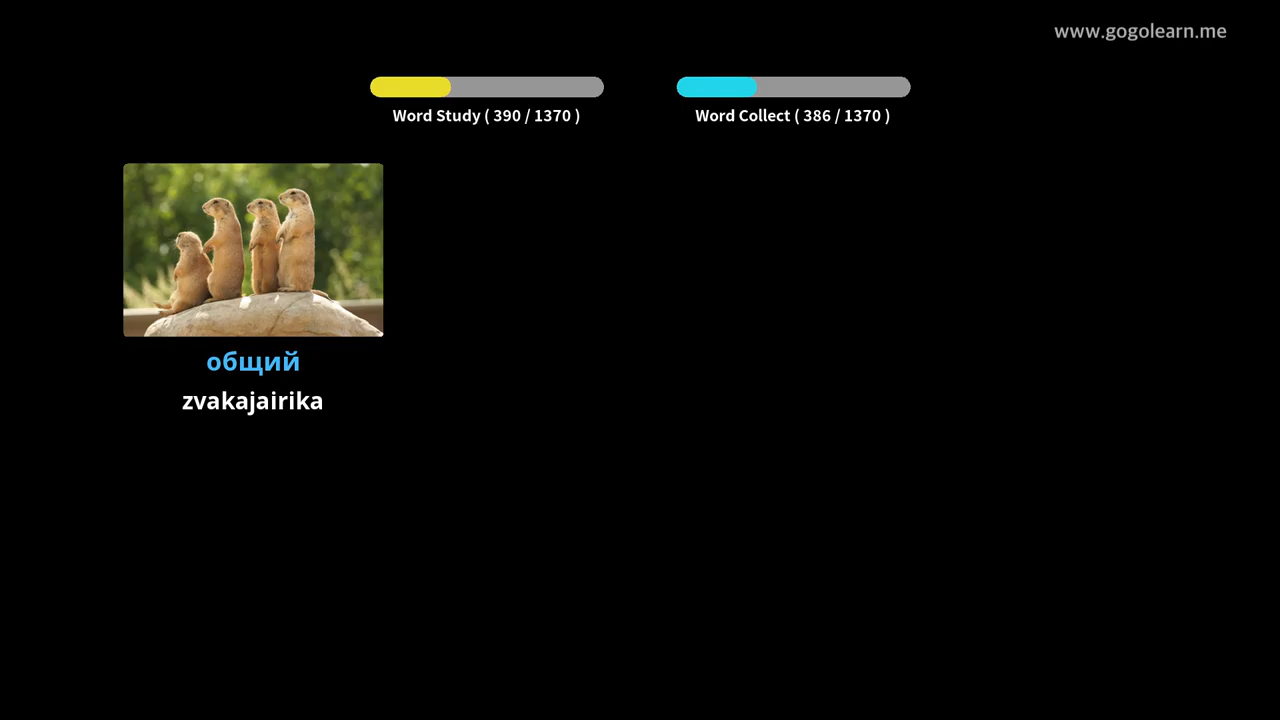 www.gogolearn.me
Word Study ( 390 / 1370 )
Word Collect ( 386 / 1370 )
общий
zvakajairika